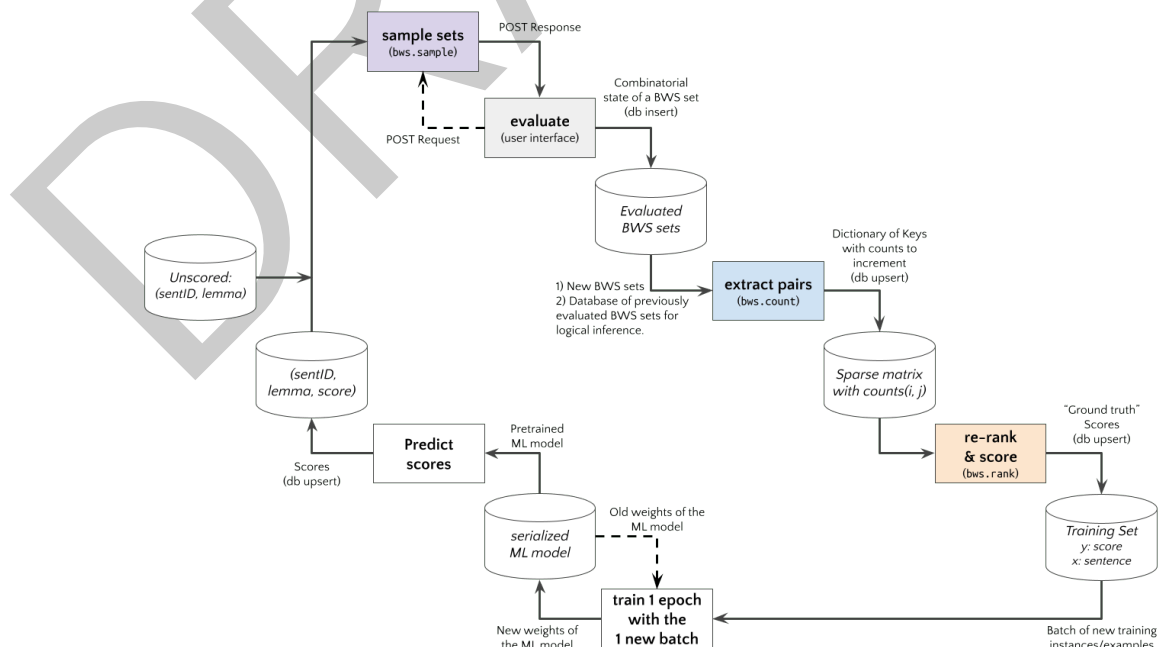 sample sets
(bws.sample)
POST Response
evaluate
(user interface)
POST Request
Combinatorial
state of a BWS set
(db insert)
Evaluated
BWS sets
Unscored:
(sentID, lemma)
1) New BWS sets
2) Database of previously
evaluated BWS sets for
logical inference.
extract pairs
(bws.count)
Dictionary of Keys
with counts to
increment
(db upsert)
Sparse matrix
with counts(i, j)
(sentID,
lemma, score)
Scores
(db upsert)
Predict
scores
Pretrained
ML model
re-rank
& score
(bws.rank)
"Ground truth"
Scores
(db upsert)
Training Set
y: score
x: sentence
serialized
ML model
Old weights of the
ML model
train 1 epoch
with the
1 new batch
New weights of
the ML model
Batch of new training
instances/examples